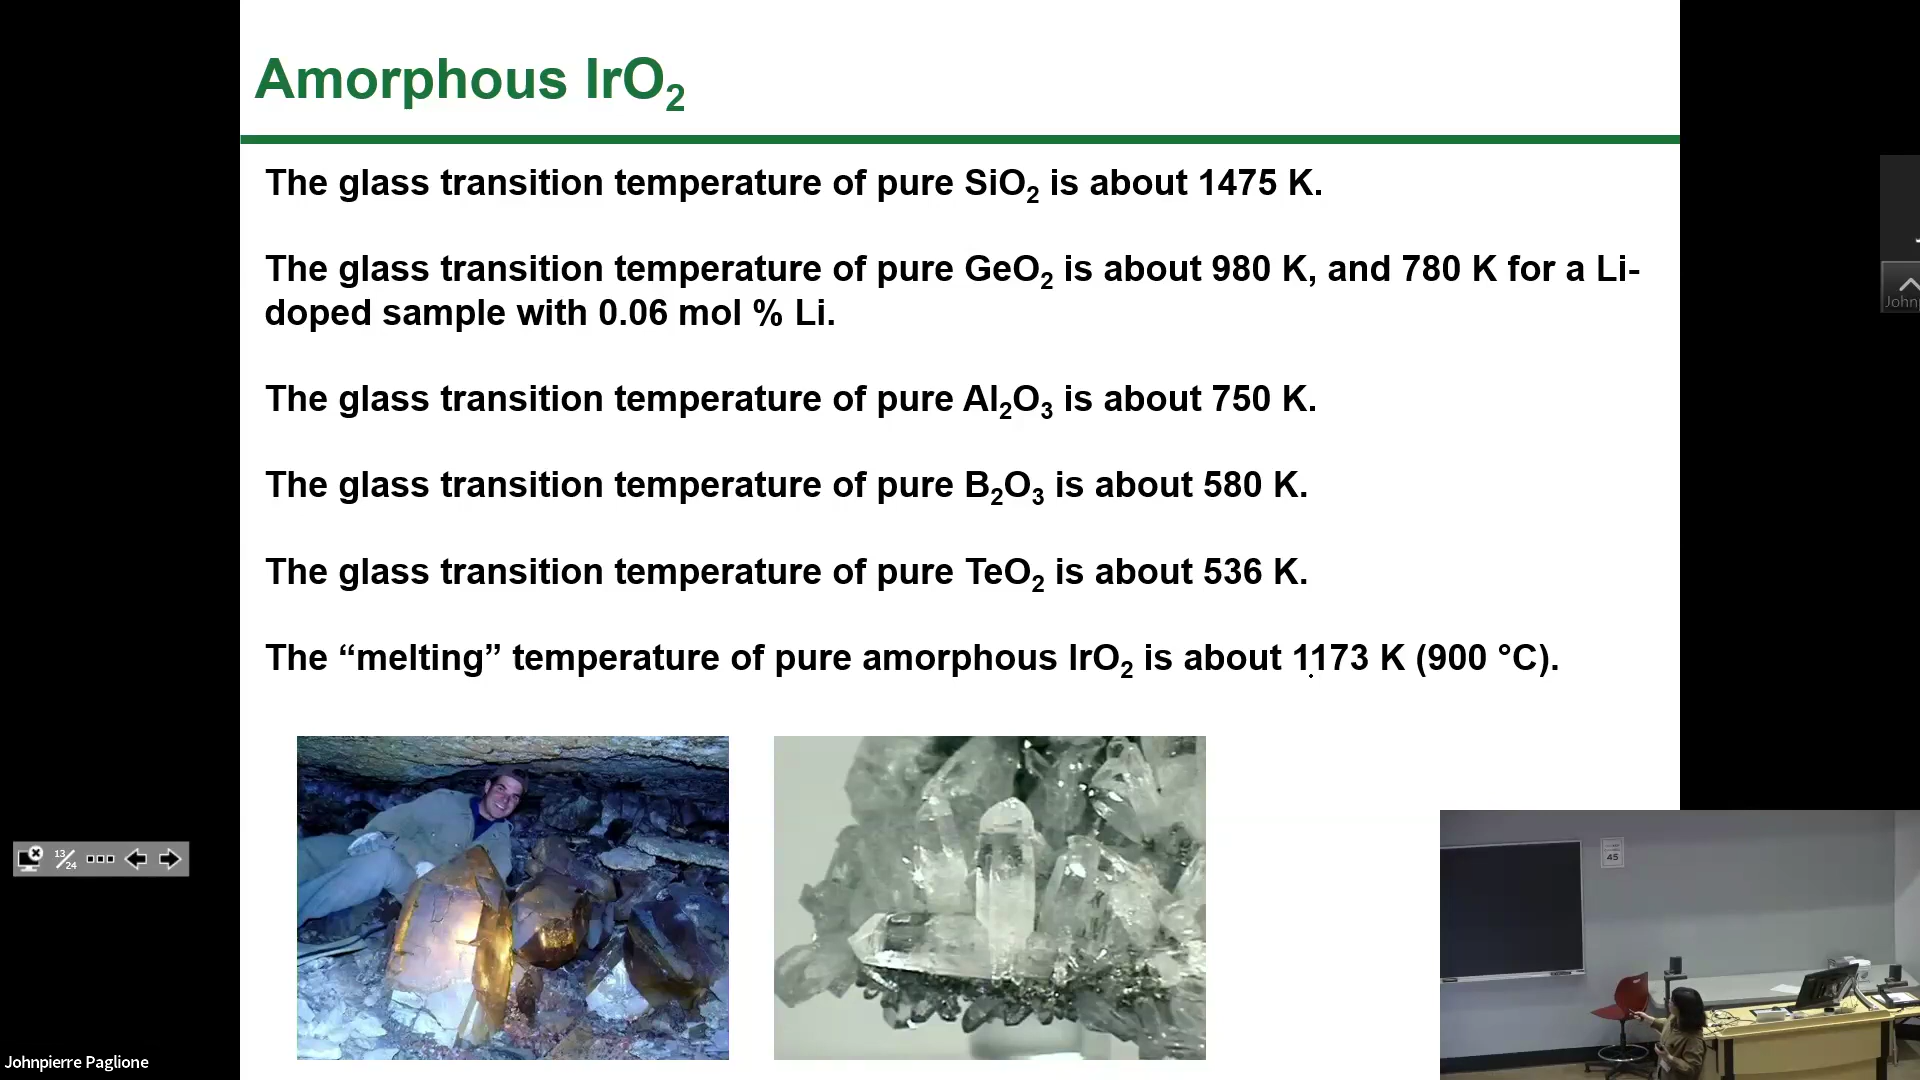 Amorphous IrO₂
The glass transition temperature of pure SiO₂ is about 1475 K.
The glass transition temperature of pure GeO₂ is about 980 K, and 780 K for a Li-
doped sample with 0.06 mol % Li.
The glass transition temperature of pure Al₂O₃ is about 750 K.
The glass transition temperature of pure B₂O₃ is about 580 K.
The glass transition temperature of pure TeO₂ is about 536 K.
The “melting” temperature of pure amorphous IrO₂ is about 1173 K (900 °C).
13/24
45
Johnpierre Paglione